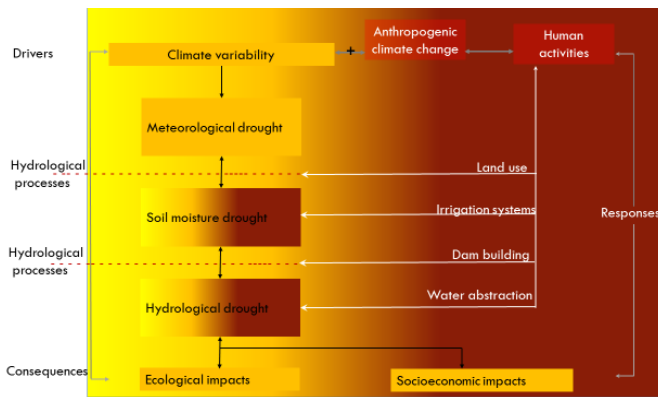 Drivers
Climate variability
+
Anthropogenic
climate change
Human
activities
Meteorological drought
Hydrological
processes
Land use
Soil moisture drought
Irrigation systems
Responses
Hydrological
processes
Dam building
Hydrological drought
Water abstraction
Consequences
Ecological impacts
Socioeconomic impacts